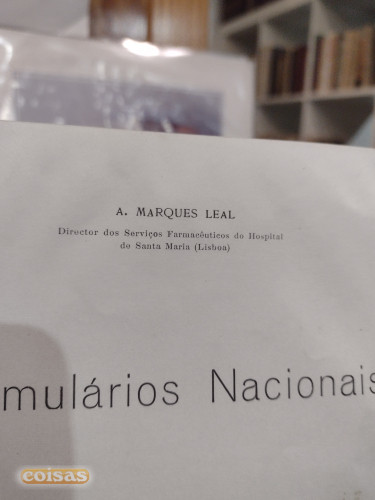 A. MARQUES LEAL
Director dos Serviços Farmacêuticos do Hospital
de Santa Maria (Lisboa)
mulários Nacionais
coisas